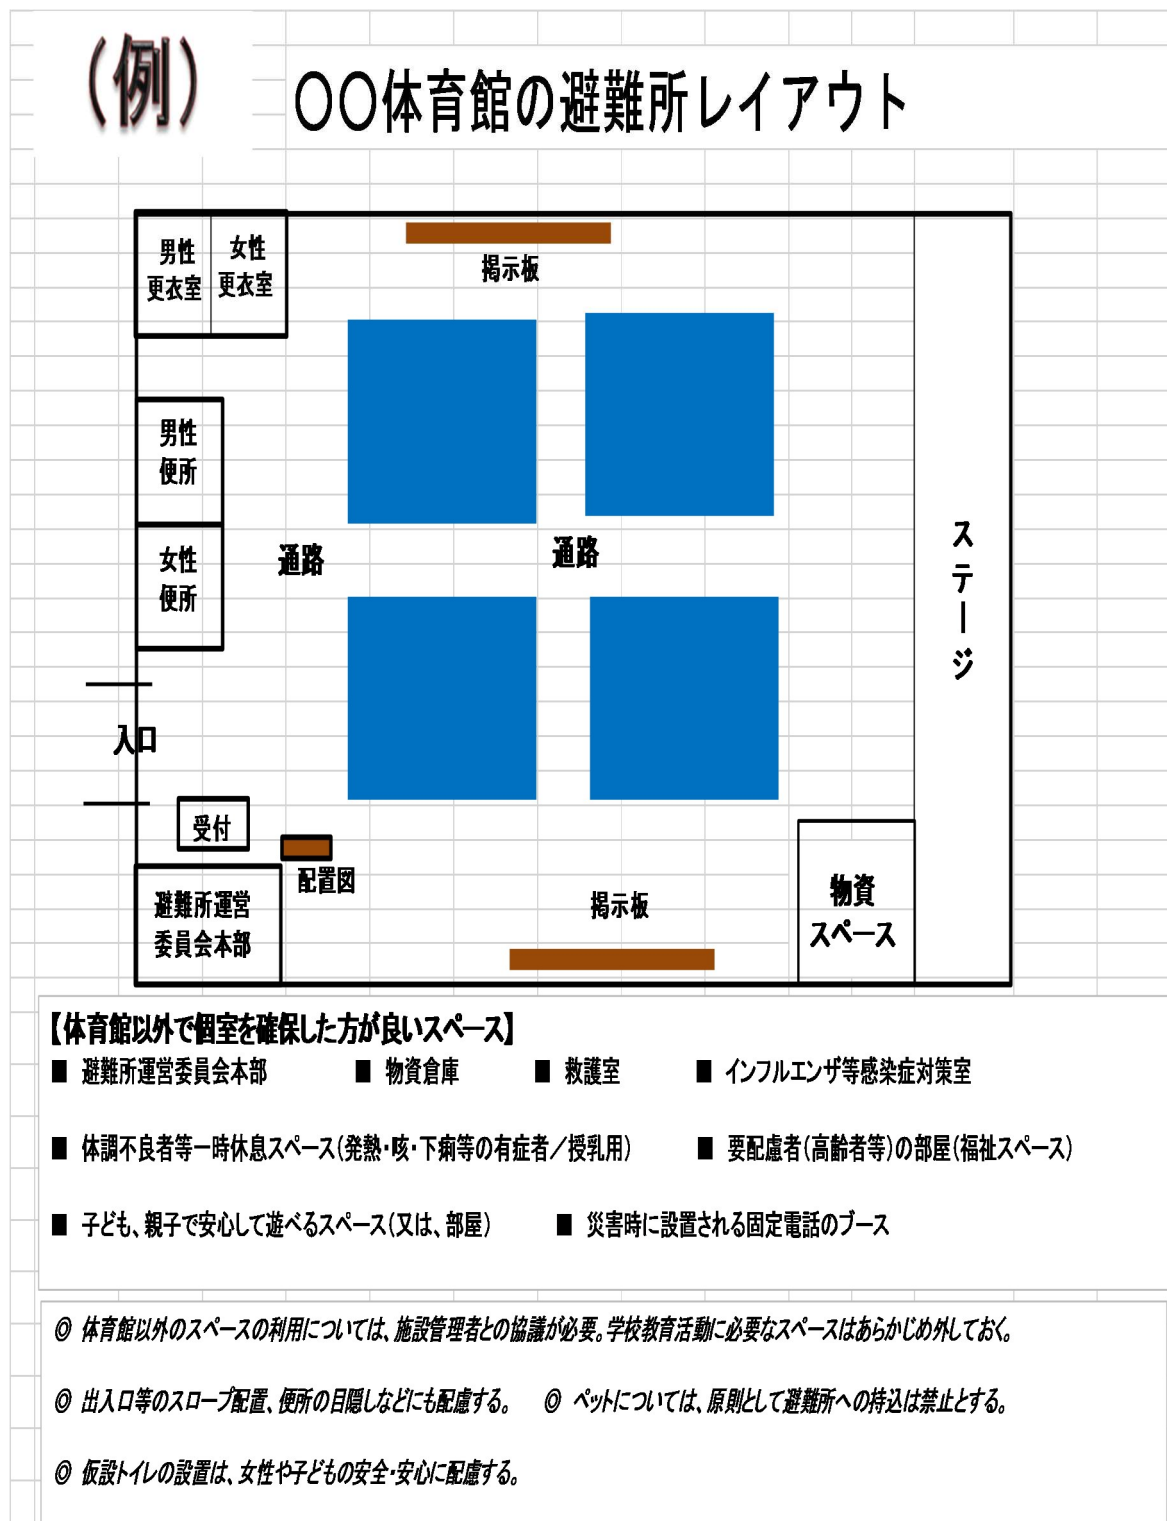 （例）
〇〇体育館の避難所レイアウト
男性
更衣室
女性
更衣室
掲示板
男性
便所
女性
便所
通路
通路
ステージ
入口
受付
配置図
避難所運営
委員会本部
掲示板
物資
スペース
【体育館以外で個室を確保した方が良いスペース】
■ 避難所運営委員会本部 ■ 物資倉庫 ■ 救護室 ■ インフルエンザ等感染症対策室
■ 体調不良者等一時休息スペース（発熱・咳・下痢等の有症者／授乳用） ■ 要配慮者（高齢者等）の部屋（福祉スペース）
■ 子ども、親子で安心して遊べるスペース（又は、部屋） ■ 災害時に設置される固定電話のブース
◎ 体育館以外のスペースの利用については、施設管理者との協議が必要。学校教育活動に必要なスペースはあらかじめ外しておく。
◎ 出入口等のスロープ配置、便所の目隠しなどにも配慮する。 ◎ ペットについては、原則として避難所への持込は禁止とする。
◎ 仮設トイレの設置は、女性や子どもの安全・安心に配慮する。